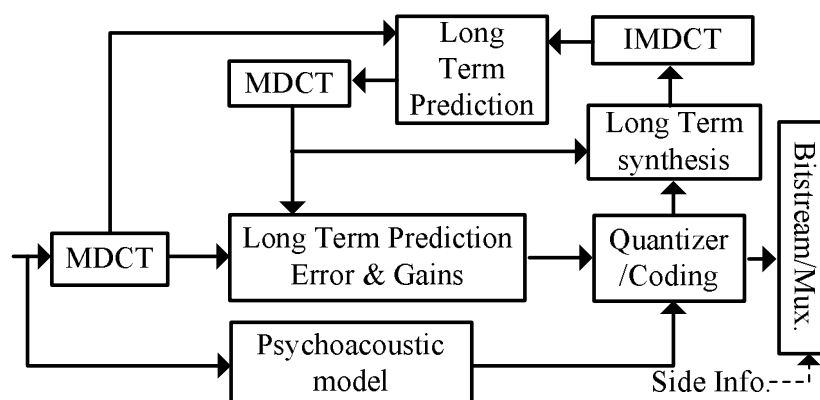 Long
Term
Prediction
IMDCT
MDCT
Long Term
synthesis
Bitstream/Mux.
MDCT
Long Term Prediction
Error & Gains
Quantizer
/Coding
Psychoacoustic
model
Side Info.